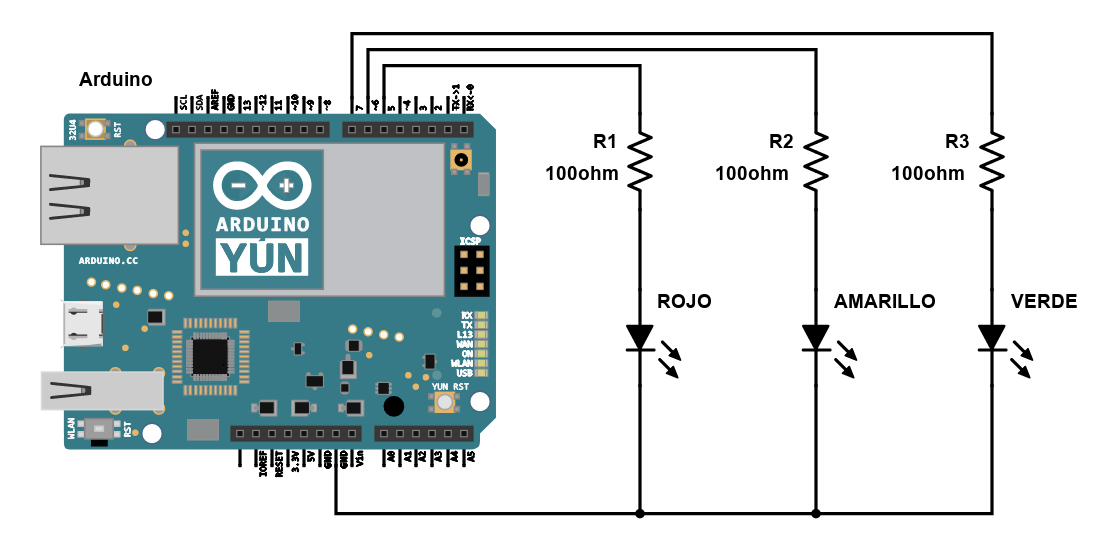 Arduino
SCL
SDA
AREF
GND
13
~12
11
~10
~9
~8
7
~6
5
~4
3
2
TX->1
RX<-0
32U4
RST
R1
100ohm
R2
100ohm
R3
100ohm
ARDUINO
YÚN
ICSP
ARDUINO.CC
ROJO
AMARILLO
VERDE
RX
TX
L13
WAN
ON
WLAN
USB
YUN RST
WLAN
RST
IOREF
RESET
3.3V
5V
GND
GND
Vin
A0
A1
A2
A3
A4
A5